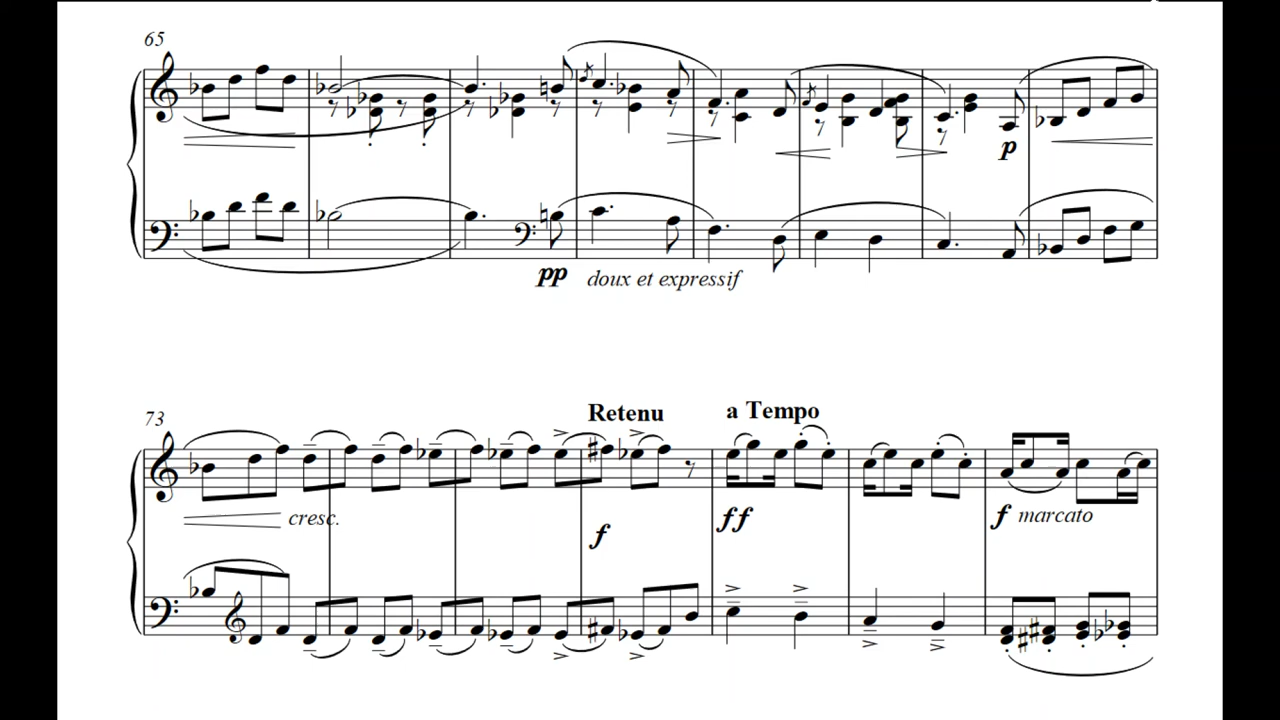 65
p
pp doux et expressif
73
Retenu a Tempo
cresc. f ff f marcato